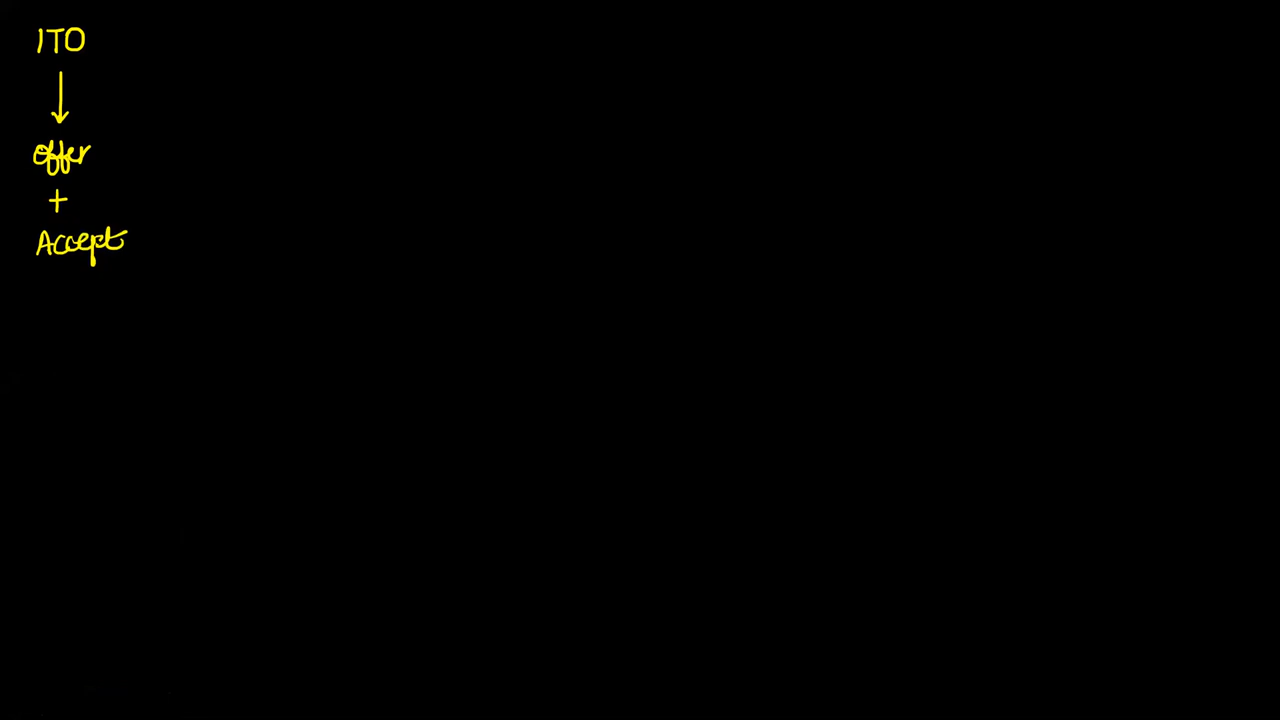 ITO
↓
Offer
+
Accept